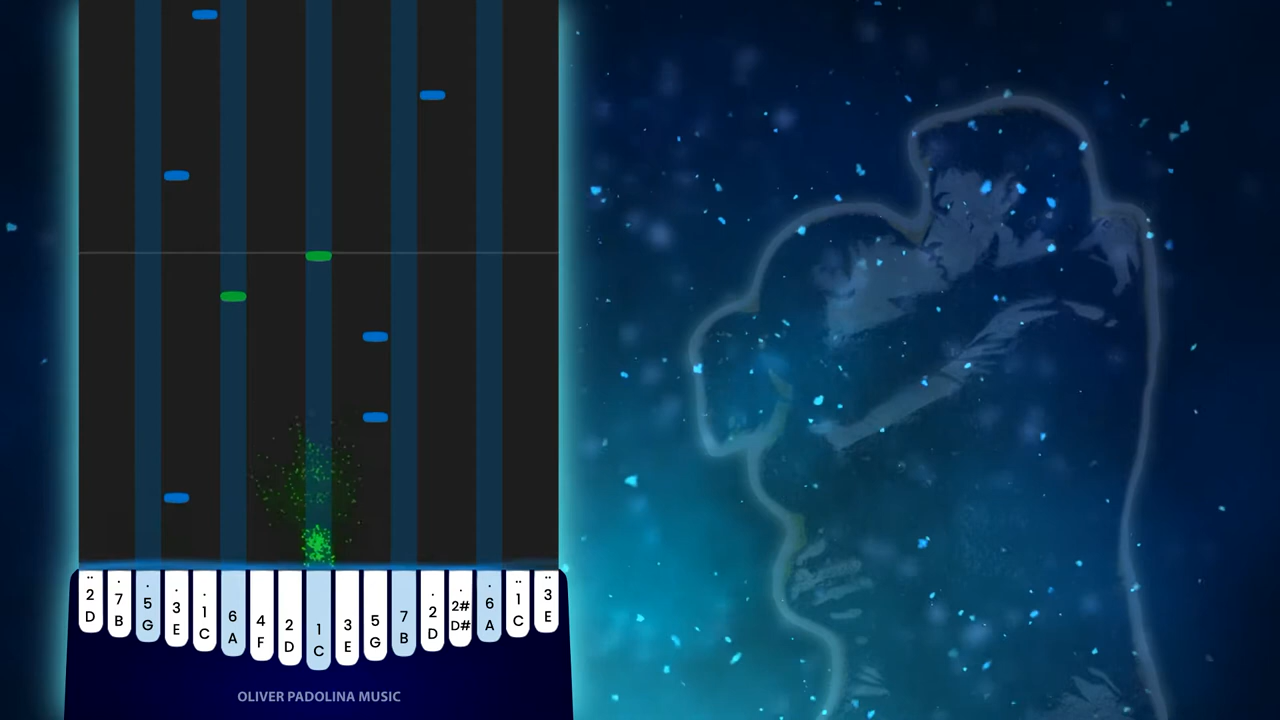 ¨2 D
˙7 B
˙5 G
˙3 E
˙1 C
6 A
4 F
2 D
1 C
3 E
5 G
7 B
˙2 D
˙2# D#
˙6 A
¨1 C
¨3 E
OLIVER PADOLINA MUSIC